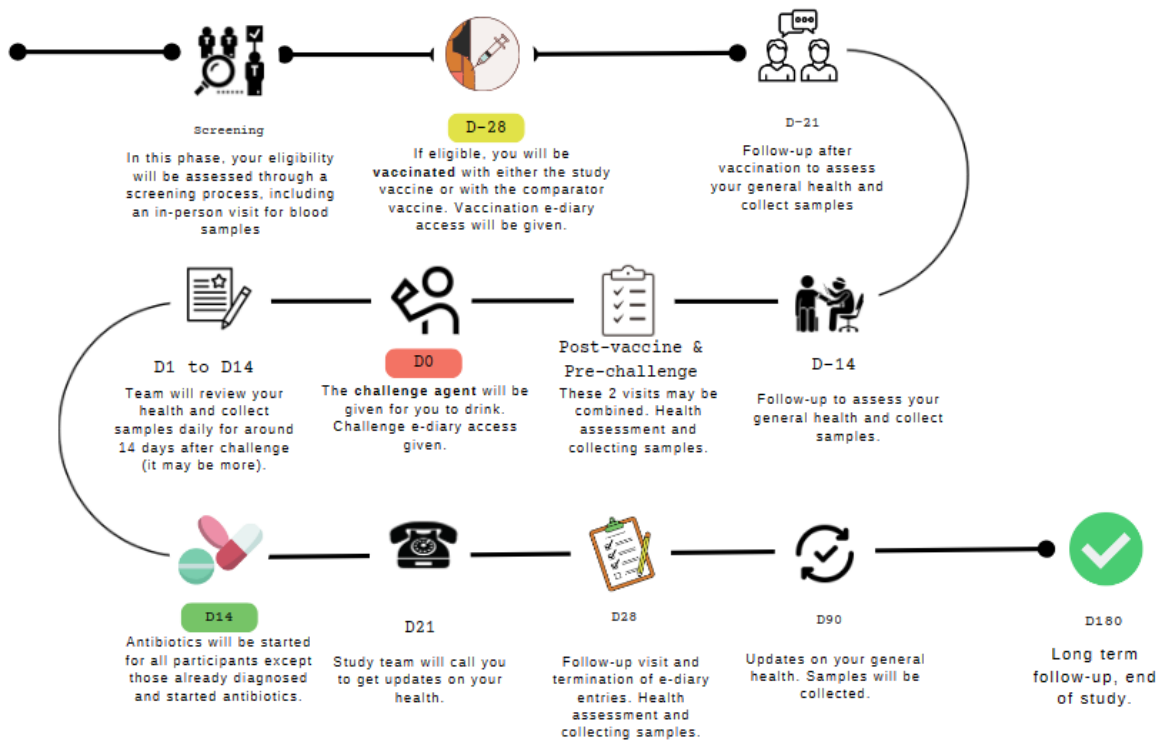 Screening
In this phase, your eligibility
will be assessed through a
screening process, including
an in-person visit for blood
samples
D-28
If eligible, you will be
vaccinated with either the study
vaccine or with the comparator
vaccine. Vaccination e-diary
access will be given.
D-21
Follow-up after
vaccination to assess
your general health and
collect samples
D-14
Follow-up to assess your
general health and collect
samples.
Post-vaccine &
Pre-challenge
These 2 visits may be
combined. Health
assessment and
collecting samples.
D0
The challenge agent will be
given for you to drink.
Challenge e-diary access
given.
D1 to D14
Team will review your
health and collect
samples daily for around
14 days after challenge
(it may be more).
D14
Antibiotics will be started
for all participants except
those already diagnosed
and started antibiotics.
D21
Study team will call you
to get updates on your
health.
D28
Follow-up visit and
termination of e-diary
entries. Health
assessment and
collecting samples.
D90
Updates on your general
health. Samples will be
collected.
D180
Long term
follow-up, end
of study.